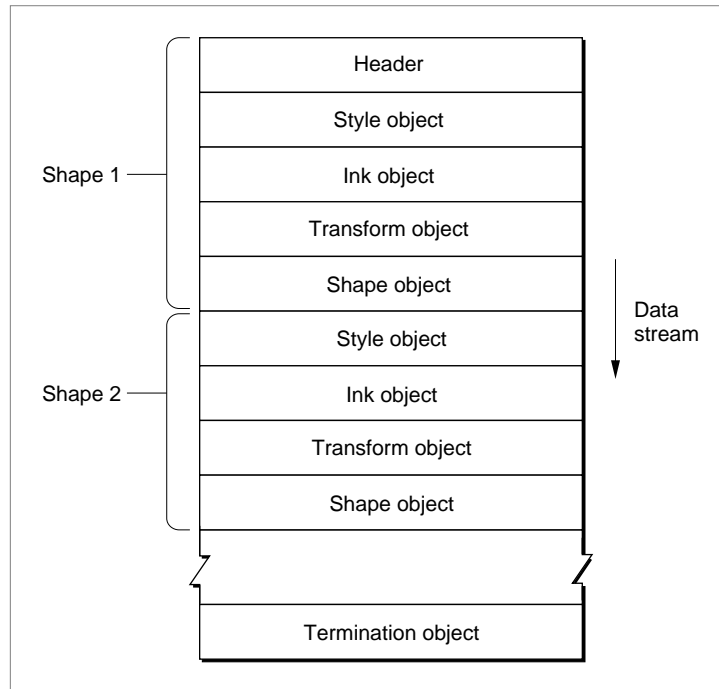 Header
Style object
Shape 1
Ink object
Transform object
Shape object
Data
stream
Style object
Shape 2
Ink object
Transform object
Shape object
Termination object